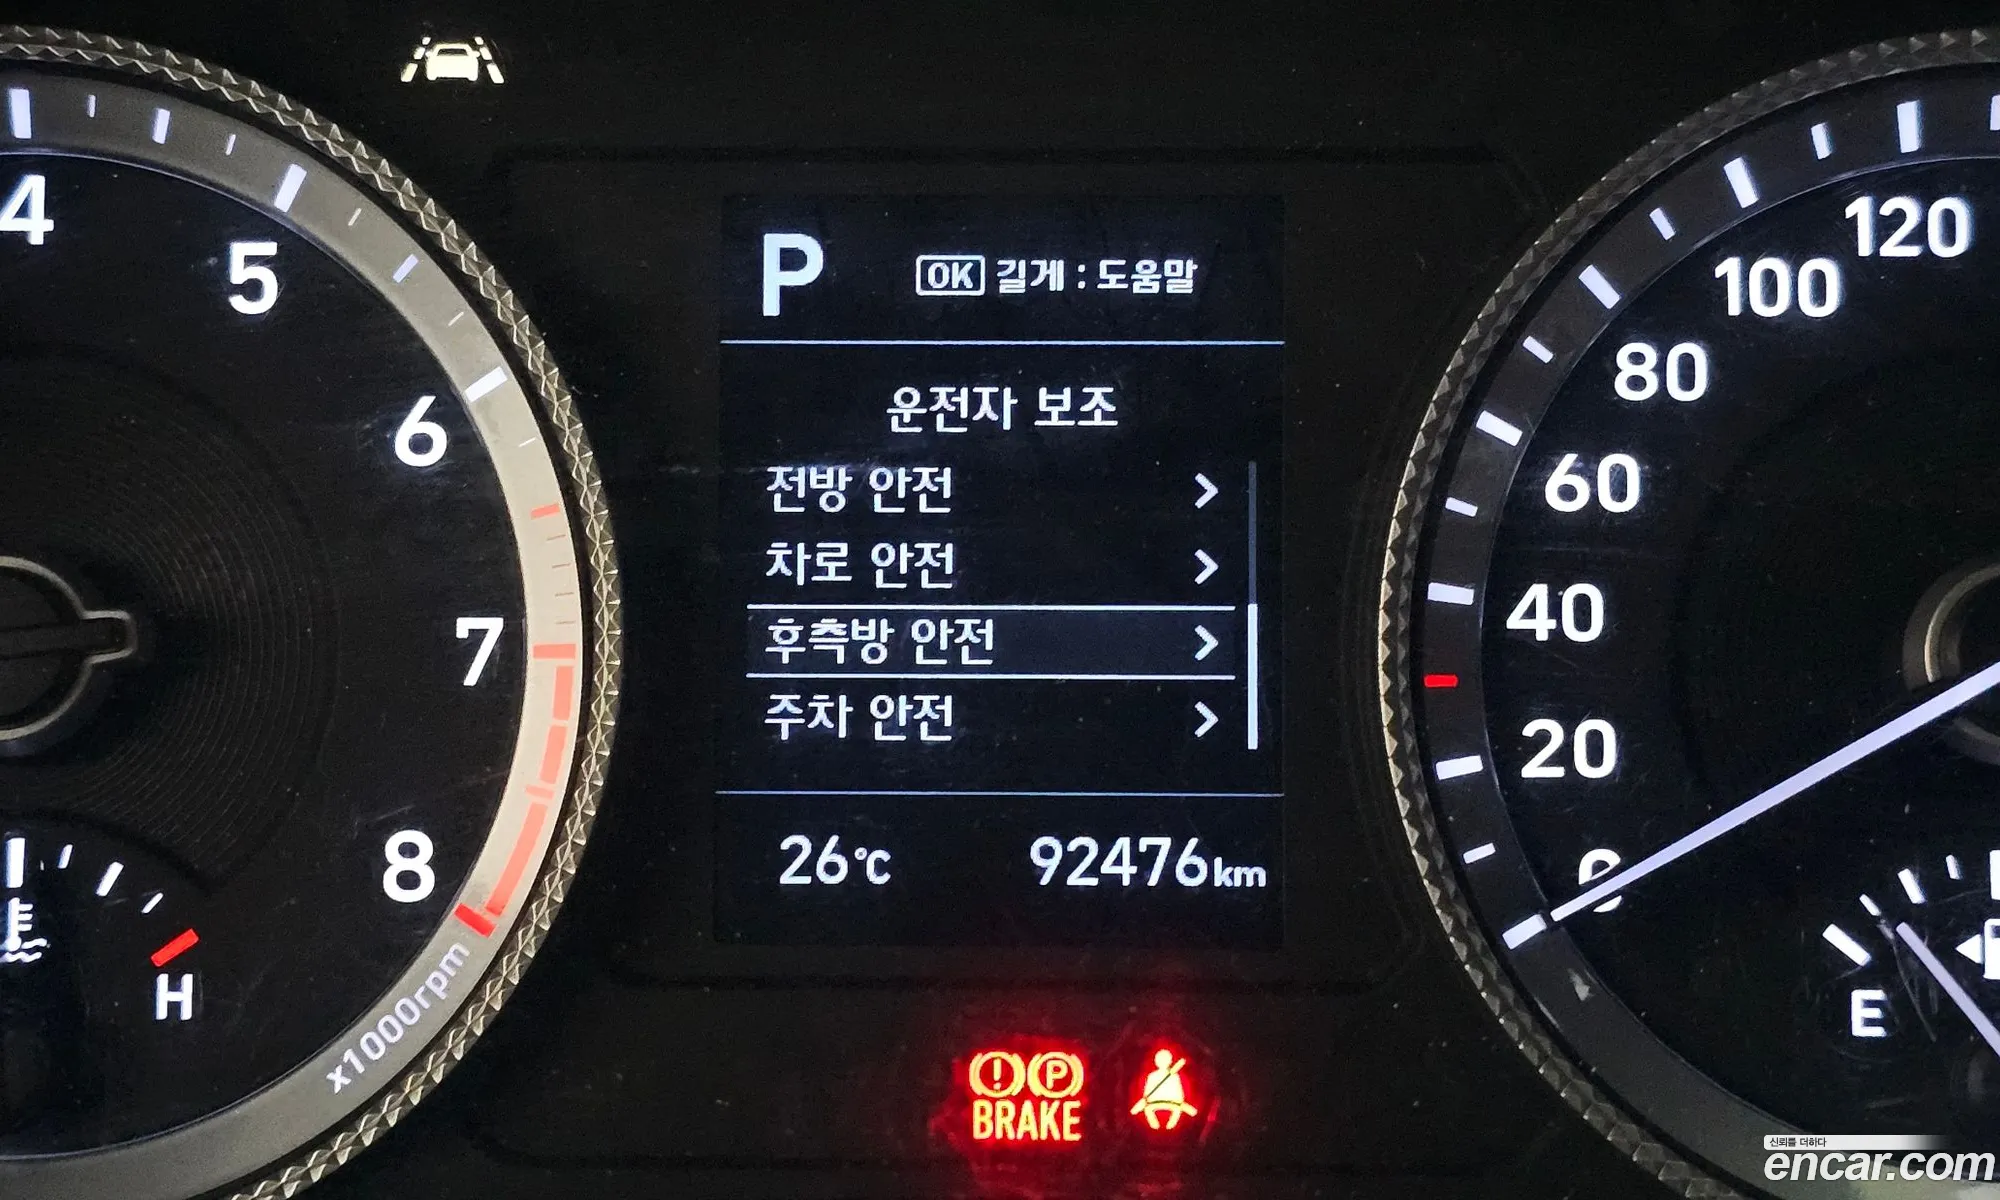 4
5
6
7
8
x1000rpm
H
P
OK 길게 : 도움말
운전자 보조
전방 안전 >
차로 안전 >
후측방 안전 >
주차 안전 >
26℃ 92476km
BRAKE
P
120
100
80
60
40
20
0
E
신뢰를 더하다
encar.com